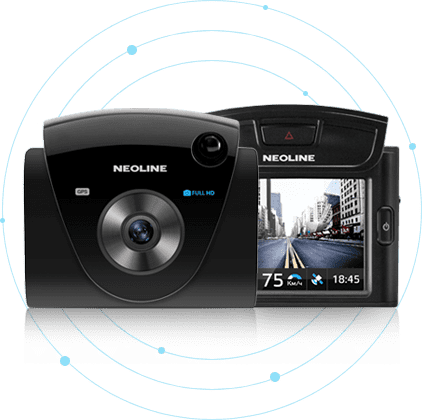 NEOLINE
GPS
FULL HD
NEOLINE
75 КМ/Ч 18:45